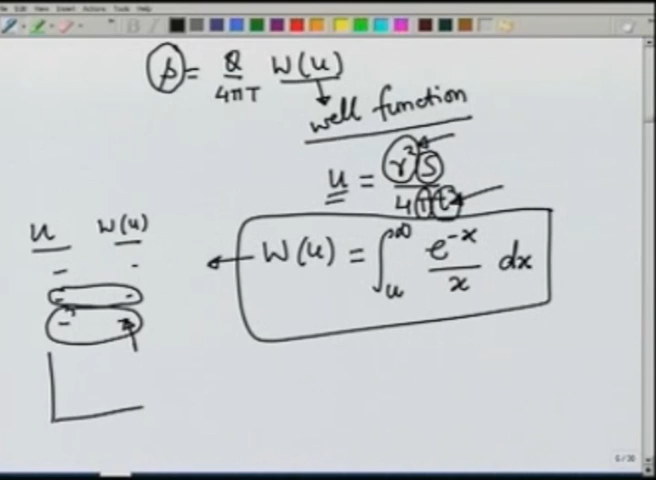 s = Q/4πT W(u)
well function
u = r²S/4Tt
u W(u)
W(u) = ∫_u^∞ e^-x/x dx